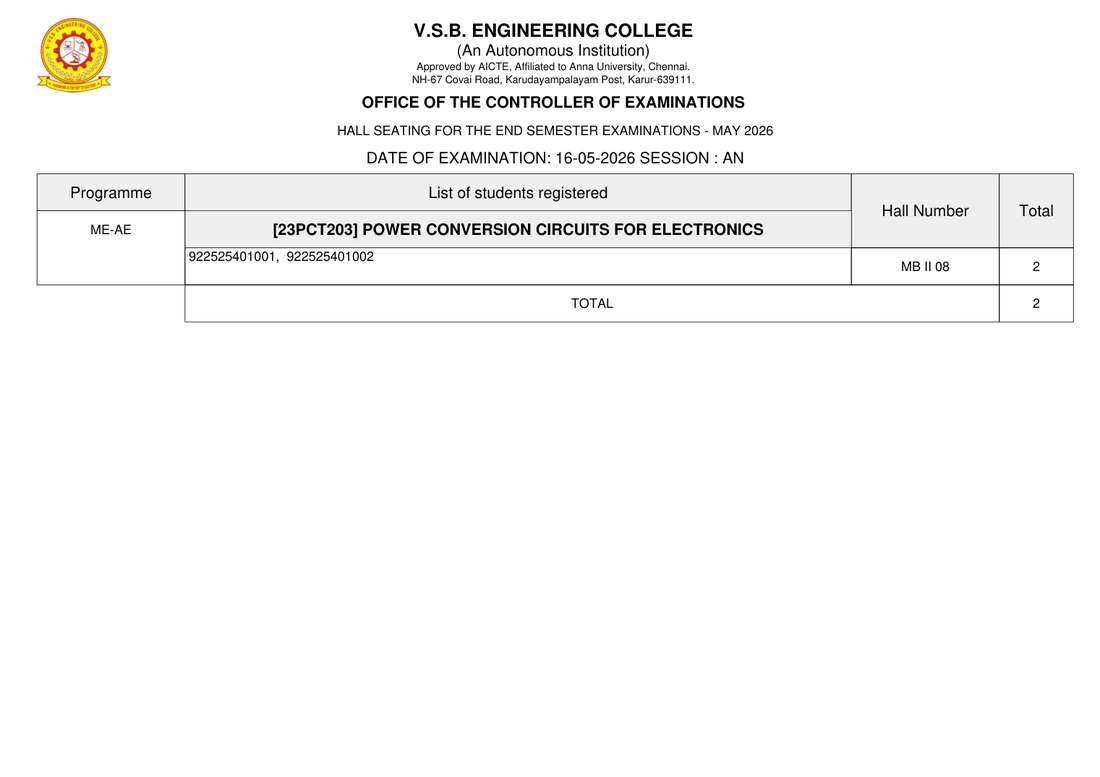 V.S.B. ENGINEERING COLLEGE
(An Autonomous Institution)
Approved by AICTE, Affiliated to Anna University, Chennai.
NH-67 Covai Road, Karudayampalayam Post, Karur-639111.
OFFICE OF THE CONTROLLER OF EXAMINATIONS
HALL SEATING FOR THE END SEMESTER EXAMINATIONS - MAY 2026
DATE OF EXAMINATION: 16-05-2026 SESSION : AN
Programme List of students registered Hall Number Total
ME-AE [23PCT203] POWER CONVERSION CIRCUITS FOR ELECTRONICS
922525401001, 922525401002 MB II 08 2
TOTAL 2